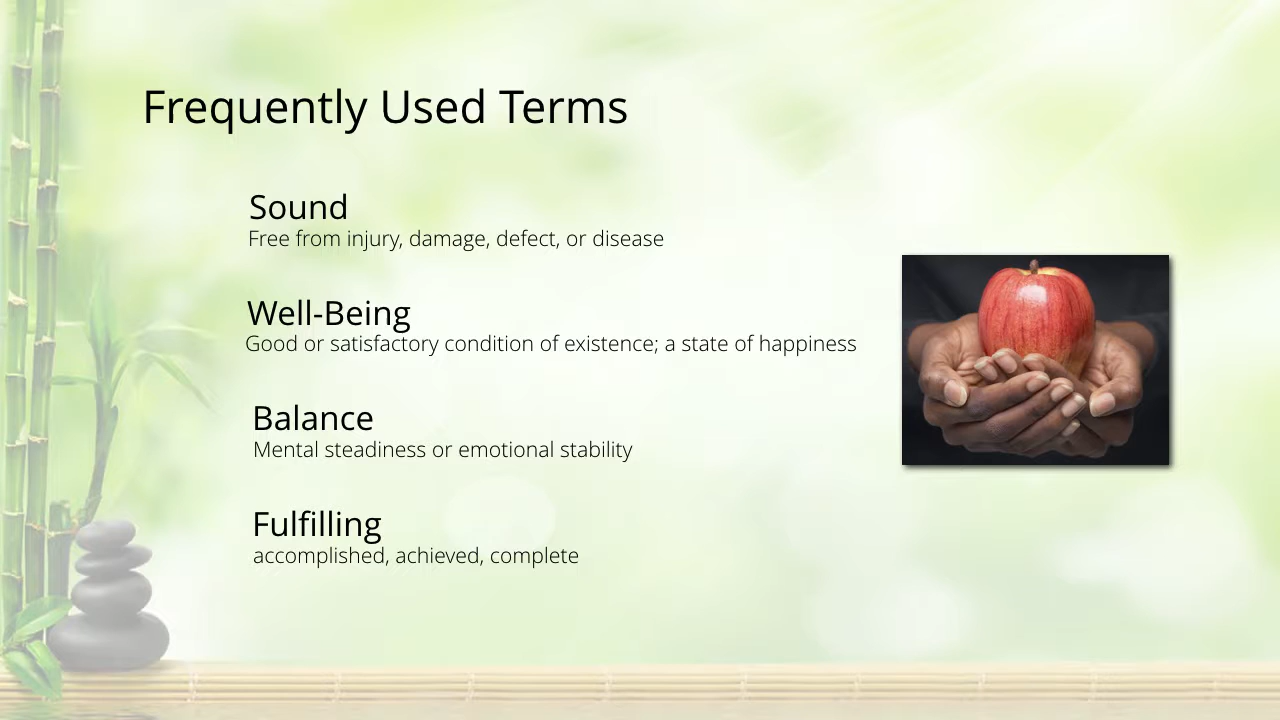 Frequently Used Terms
Sound
Free from injury, damage, defect, or disease
Well-Being
Good or satisfactory condition of existence; a state of happiness
Balance
Mental steadiness or emotional stability
Fulfilling
accomplished, achieved, complete